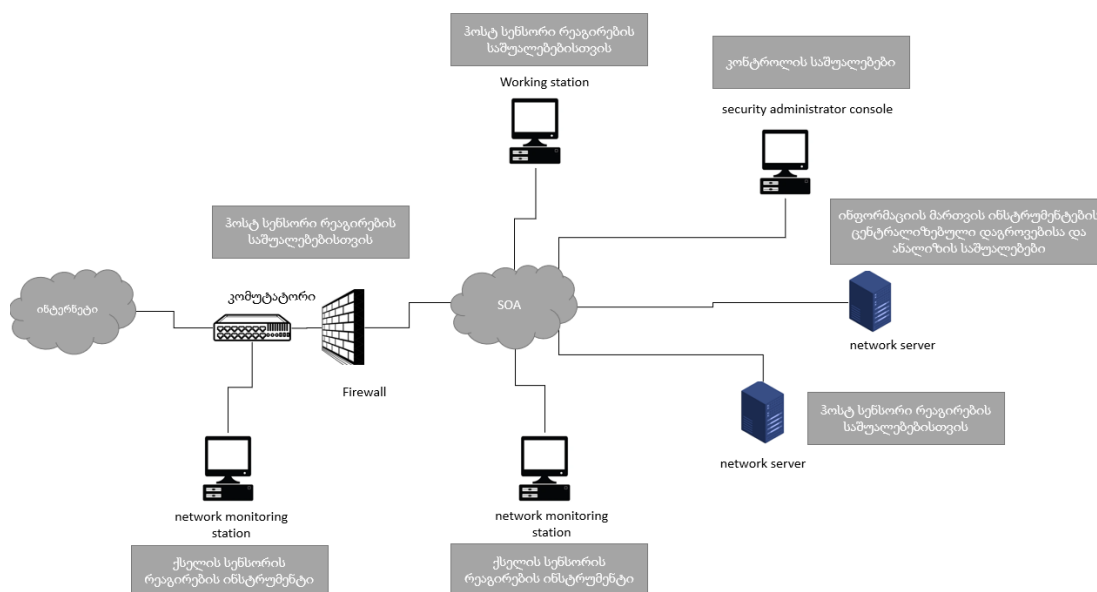 ჰოსტ სენსორი რეაგირების
საშუალებებისთვის
Working station
კონტროლის საშუალებები
security administrator console
ჰოსტ სენსორი რეაგირების
საშუალებებისთვის
ინფორმაციის მართვის ინსტრუმენტების
ცენტრალიზებული დაგროვებისა და
ანალიზის საშუალებები
ინტერნეტი
კომუტატორი
Firewall
SOA
network server
network server
ჰოსტ სენსორი რეაგირების
საშუალებებისთვის
network monitoring
station
ქსელის სენსორის
რეაგირების ინსტრუმენტი
network monitoring
station
ქსელის სენსორის
რეაგირების ინსტრუმენტი